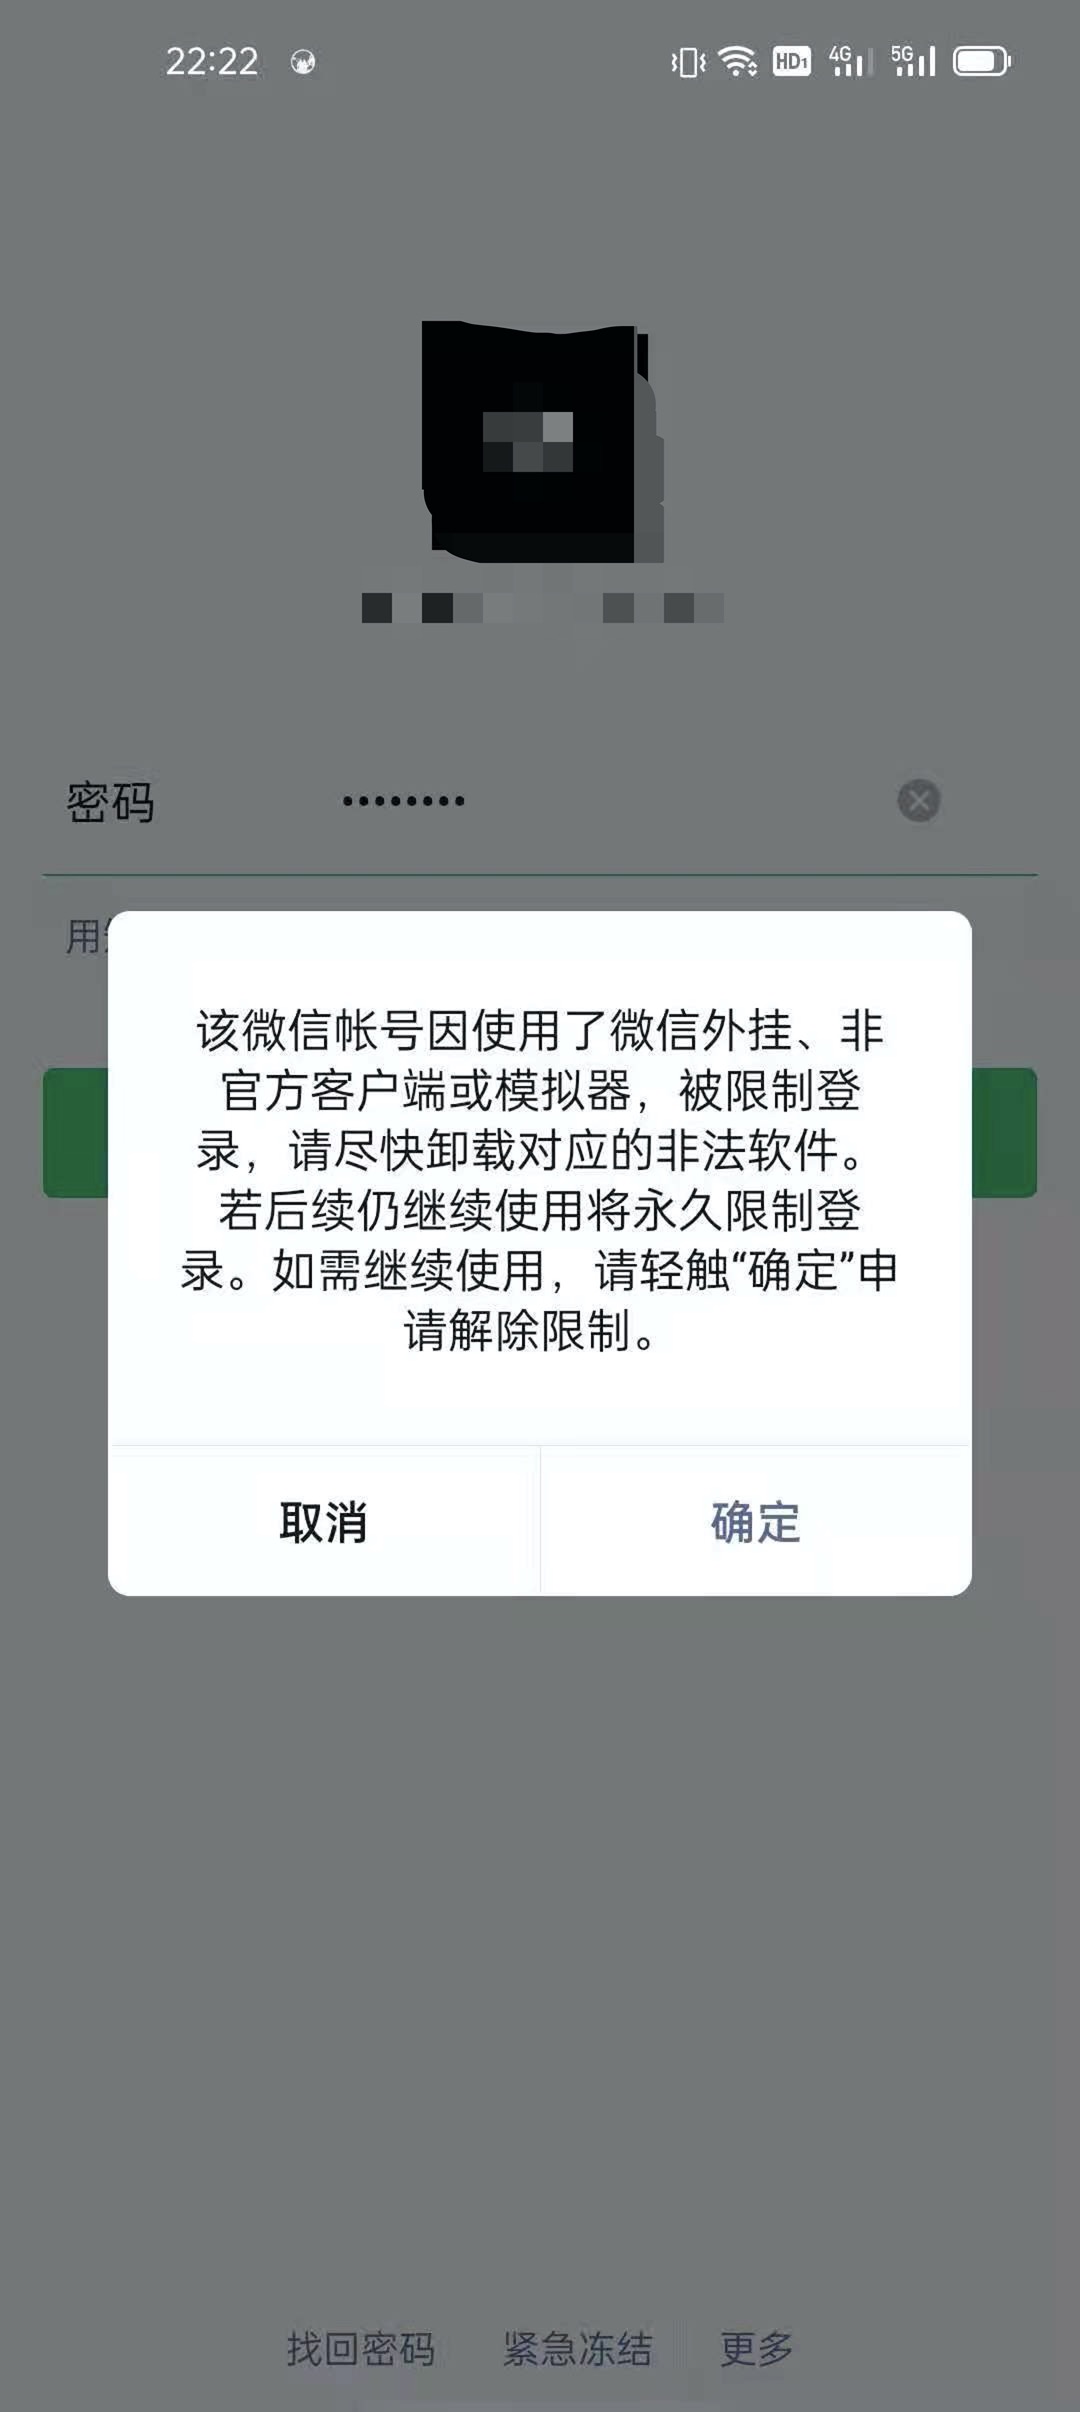 22:22
HD1 4G 5G
密码 ••••••••
用
该微信帐号因使用了微信外挂、非
官方客户端或模拟器，被限制登
录，请尽快卸载对应的非法软件。
若后续仍继续使用将永久限制登
录。如需继续使用，请轻触“确定”申
请解除限制。
取消 确定
找回密码 紧急冻结 更多